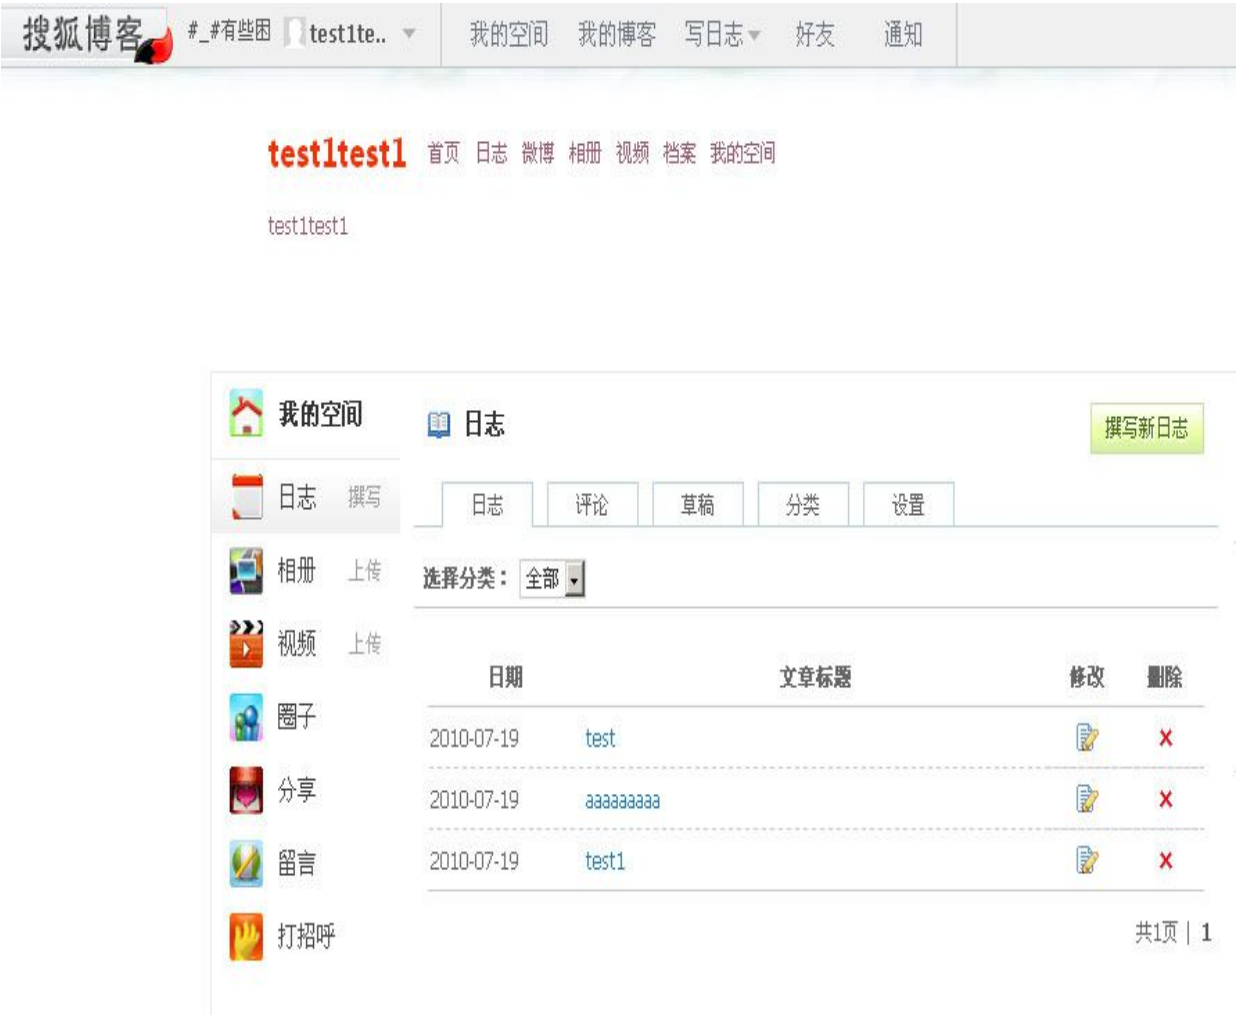 搜狐博客 #_#有些困 test1te.. 我的空间 我的博客 写日志 好友 通知
test1test1 首页 日志 微博 相册 视频 档案 我的空间
test1test1
我的空间
日志 撰写
相册 上传
视频 上传
圈子
分享
留言
打招呼
日志 撰写新日志
日志 评论 草稿 分类 设置
选择分类： 全部
日期 文章标题 修改 删除
2010-07-19 test
2010-07-19 aaaaaaaaa
2010-07-19 test1
共1页 | 1